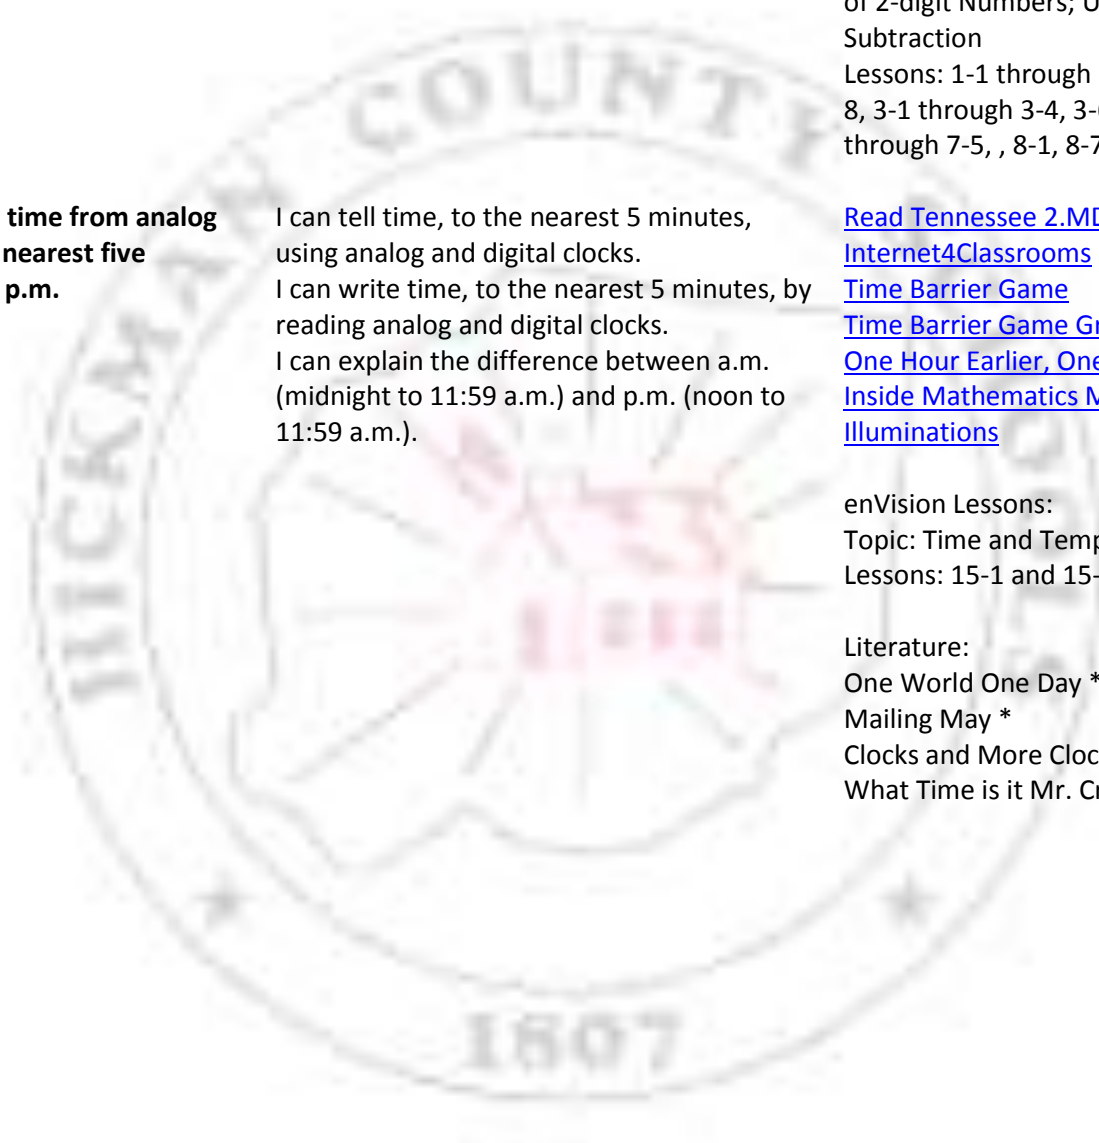 of 2-digit Numbers; U
Subtraction
Lessons: 1-1 through
8, 3-1 through 3-4, 3-
through 7-5, , 8-1, 8-7
time from analog
nearest five
p.m.
I can tell time, to the nearest 5 minutes,
using analog and digital clocks.
I can write time, to the nearest 5 minutes, by
reading analog and digital clocks.
I can explain the difference between a.m.
(midnight to 11:59 a.m.) and p.m. (noon to
11:59 a.m.).
Read Tennessee 2.MD
Internet4Classrooms
Time Barrier Game
Time Barrier Game Gr
One Hour Earlier, One
Inside Mathematics M
Illuminations
enVision Lessons:
Topic: Time and Temp
Lessons: 15-1 and 15-
Literature:
One World One Day *
Mailing May *
Clocks and More Cloc
What Time is it Mr. Cr
HICKMAN COUNTY SCHOOLS
1807